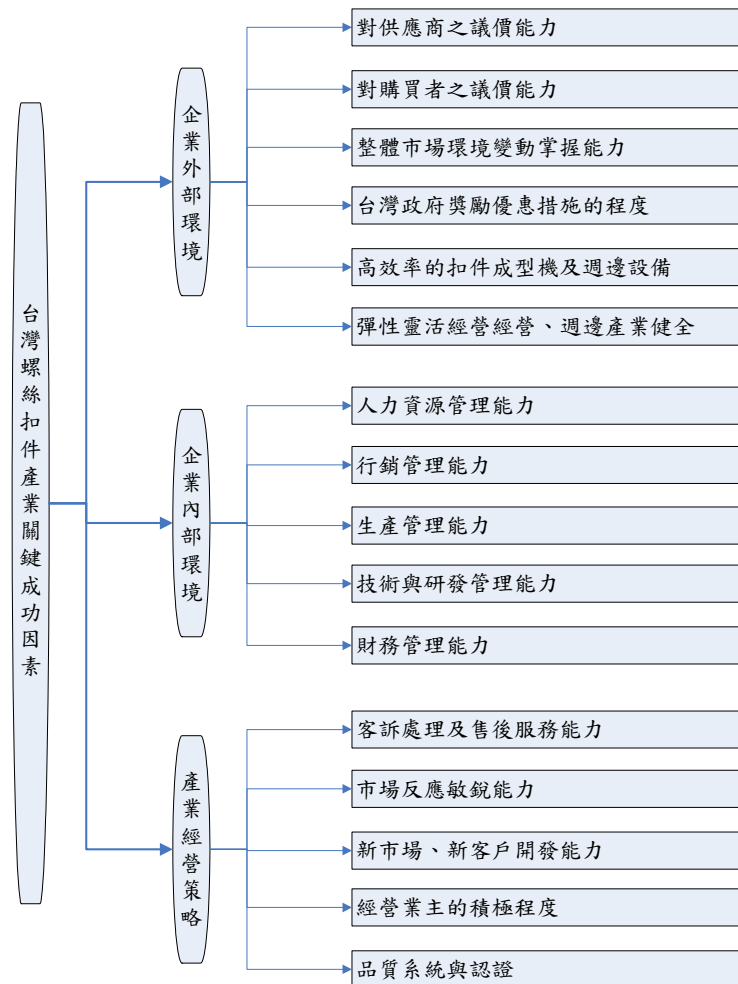 台灣螺絲扣件產業關鍵成功因素
企業外部環境
對供應商之議價能力
對購買者之議價能力
整體市場環境變動掌握能力
台灣政府獎勵優惠措施的程度
高效率的扣件成型機及週邊設備
彈性靈活經營經營、週邊產業健全
企業內部環境
人力資源管理能力
行銷管理能力
生產管理能力
技術與研發管理能力
財務管理能力
產業經營策略
客訴處理及售後服務能力
市場反應敏銳能力
新市場、新客戶開發能力
經營業主的積極程度
品質系統與認證